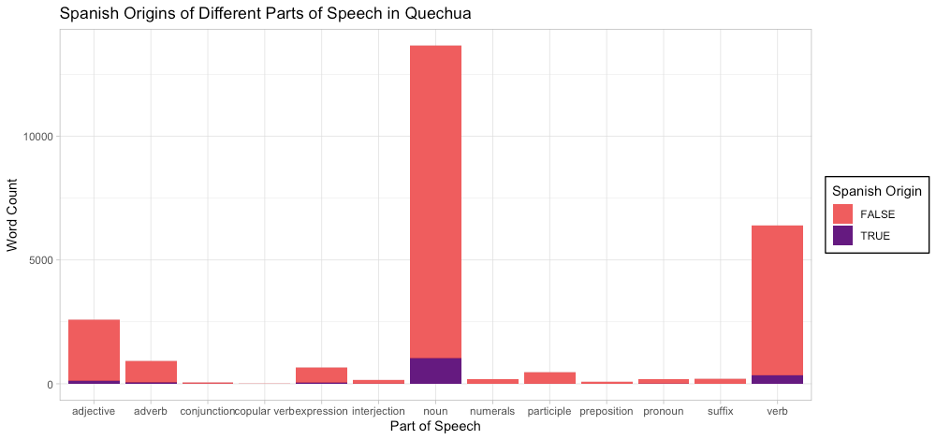 Spanish Origins of Different Parts of Speech in Quechua
Word Count
10000
5000
0
adjective adverb conjunction copular verb expression interjection noun numerals participle preposition pronoun suffix verb
Part of Speech
Spanish Origin
FALSE
TRUE